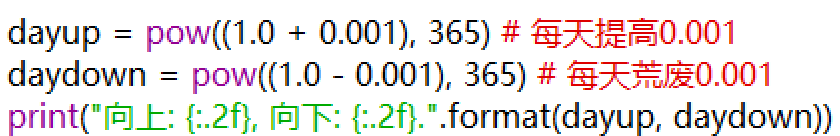 dayup = pow((1.0 + 0.001), 365) # 每天提高0.001
daydown = pow((1.0 - 0.001), 365) # 每天荒废0.001
print("向上: {:.2f}, 向下: {:.2f}.".format(dayup, daydown))